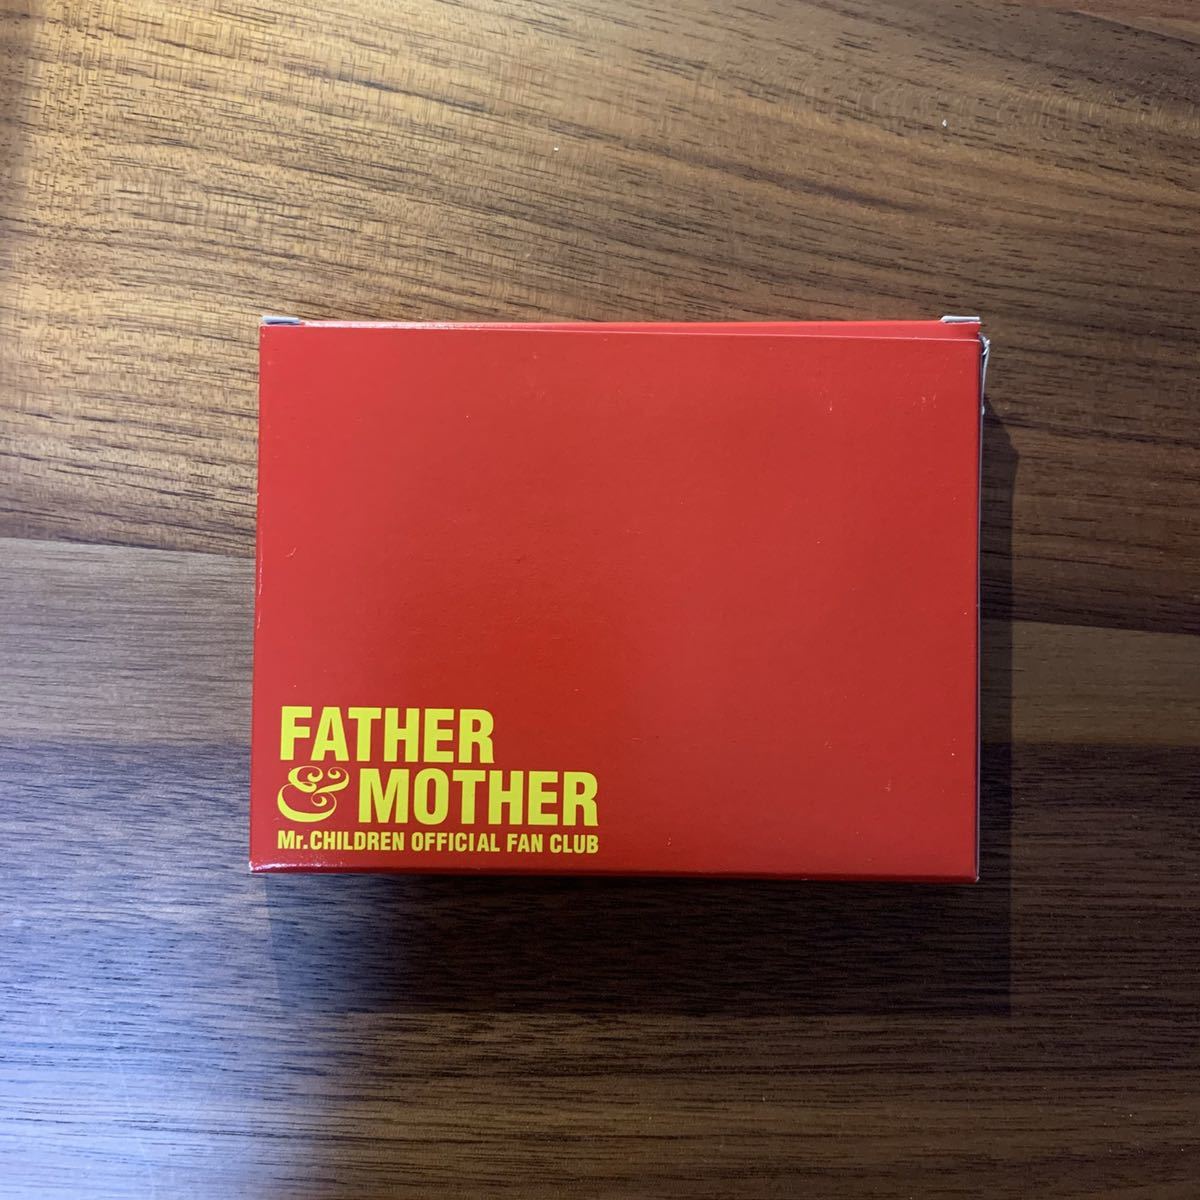 FATHER
& MOTHER
Mr.CHILDREN OFFICIAL FAN CLUB